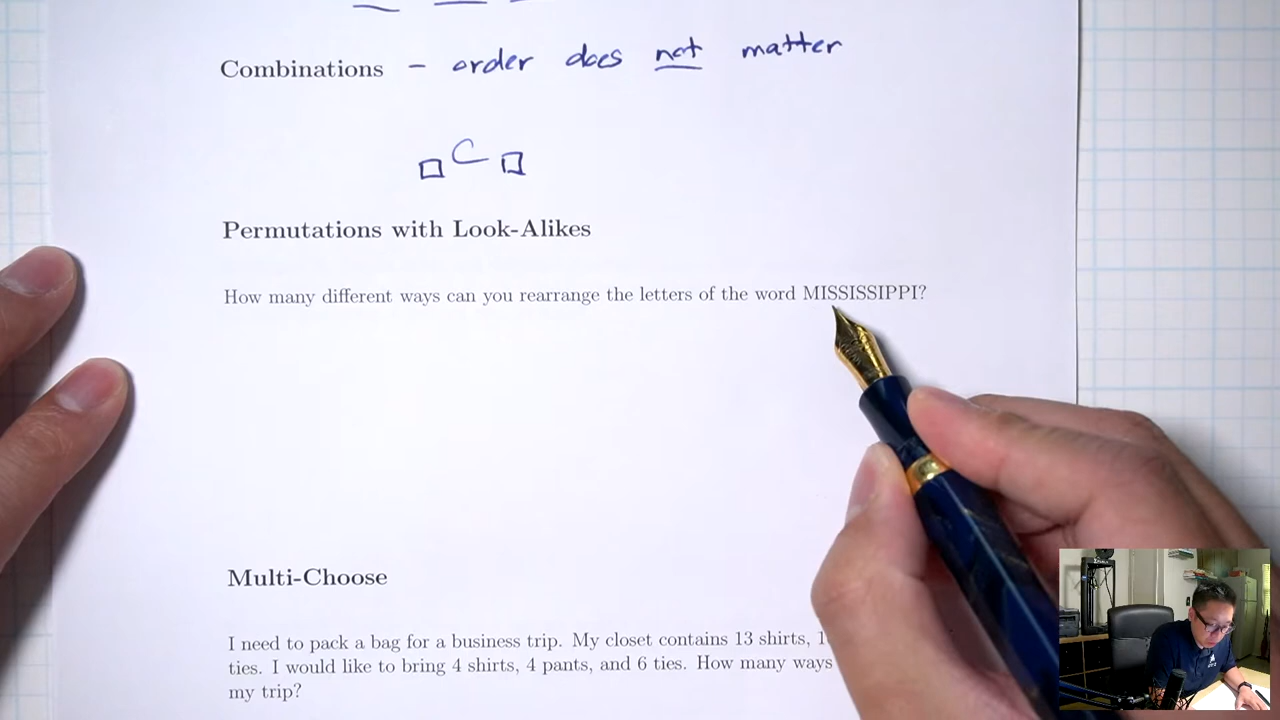 Combinations - order does not matter
□ C □
Permutations with Look-Alikes
How many different ways can you rearrange the letters of the word MISSISSIPPI?
Multi-Choose
I need to pack a bag for a business trip. My closet contains 13 shirts,
ties. I would like to bring 4 shirts, 4 pants, and 6 ties. How many ways
my trip?